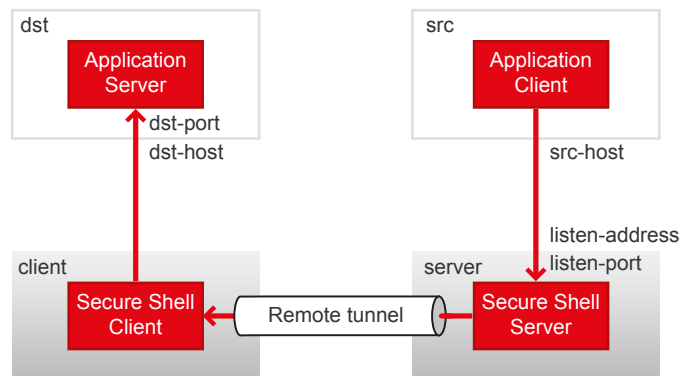 dst
Application
Server
dst-port
dst-host
src
Application
Client
src-host
listen-address
listen-port
client
Secure Shell
Client
Remote tunnel
server
Secure Shell
Server